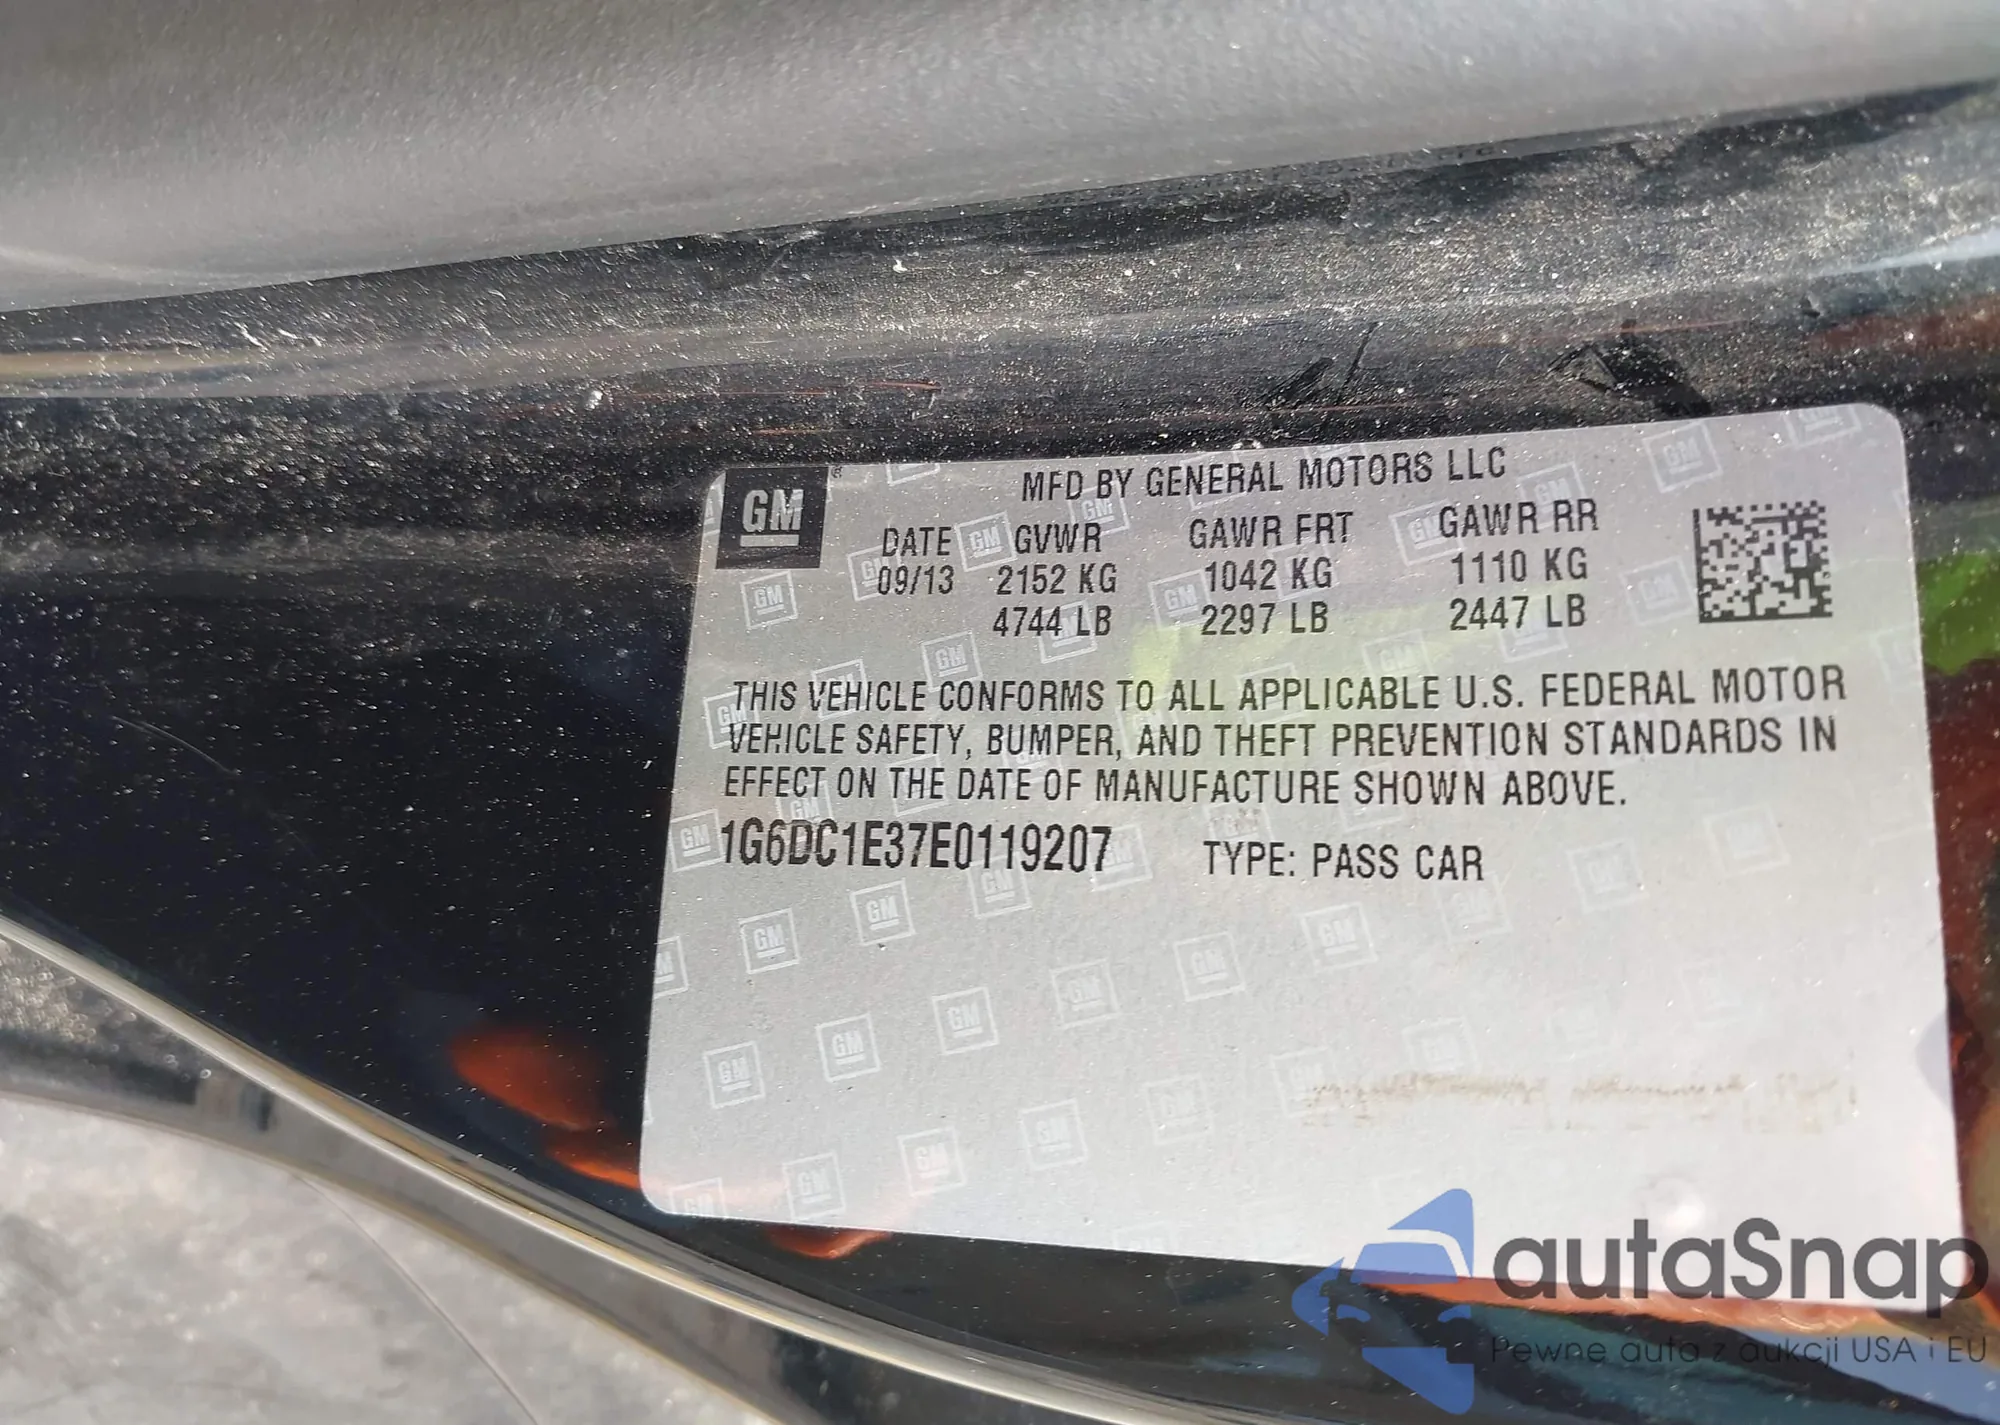 GM
MFD BY GENERAL MOTORS LLC
DATE GVWR GAWR FRT GAWR RR
09/13 2152 KG 1042 KG 1110 KG
4744 LB 2297 LB 2447 LB
THIS VEHICLE CONFORMS TO ALL APPLICABLE U.S. FEDERAL MOTOR
VEHICLE SAFETY, BUMPER, AND THEFT PREVENTION STANDARDS IN
EFFECT ON THE DATE OF MANUFACTURE SHOWN ABOVE.
1G6DC1E37E0119207 TYPE: PASS CAR
autaSnap
Pewne auta z aukcji USA i EU